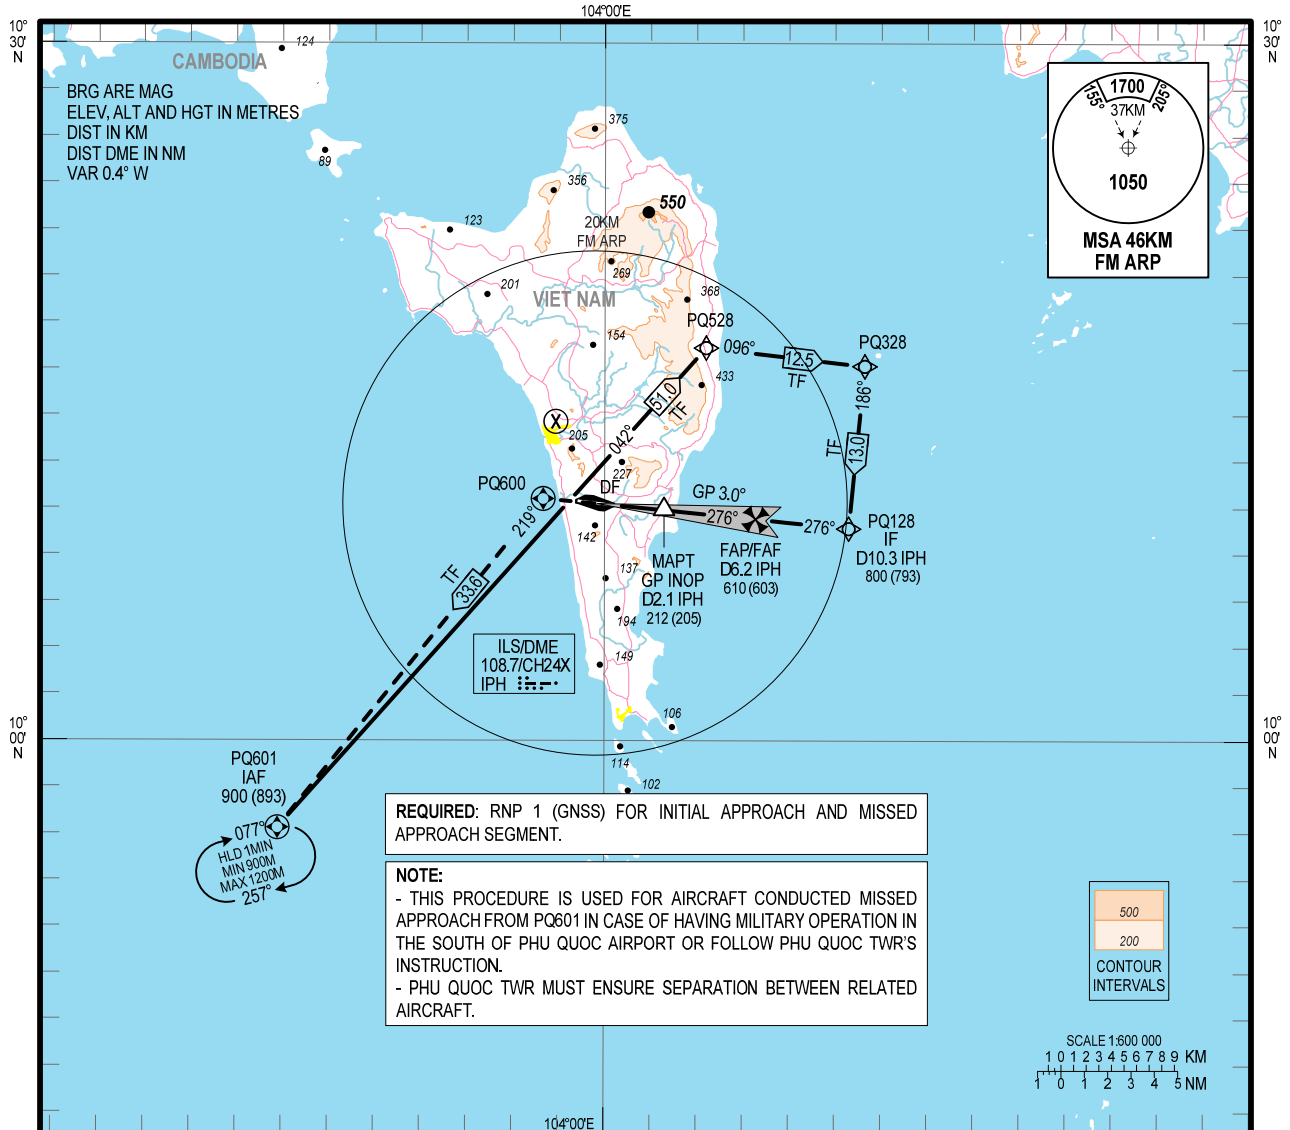 104°00'E
10°
30'
N
10°
30'
N
124
CAMBODIA
BRG ARE MAG
ELEV, ALT AND HGT IN METRES
DIST IN KM
DIST DME IN NM
VAR 0.4° W
89
375
356
550
123
20KM
FM ARP
269
201
VIET NAM
368
154
433
205
227
155°
1700
205°
37KM
1050
MSA 46KM
FM ARP
PQ528
096°
12.5
TF
PQ328
186°
TF
13.0
51.0
TF
042°
X
PQ600
DF
GP 3.0°
276°
276°
PQ128
IF
D10.3 IPH
800 (793)
FAP/FAF
D6.2 IPH
610 (603)
MAPT
GP INOP
D2.1 IPH
212 (205)
219°
TF
33.6
142
137
194
149
106
114
102
ILS/DME
108.7/CH24X
IPH
10°
00'
N
10°
00'
N
PQ601
IAF
900 (893)
077°
HLD 1MIN
MIN 900M
MAX 1200M
257°
REQUIRED: RNP 1 (GNSS) FOR INITIAL APPROACH AND MISSED
APPROACH SEGMENT.
NOTE:
- THIS PROCEDURE IS USED FOR AIRCRAFT CONDUCTED MISSED
APPROACH FROM PQ601 IN CASE OF HAVING MILITARY OPERATION IN
THE SOUTH OF PHU QUOC AIRPORT OR FOLLOW PHU QUOC TWR'S
INSTRUCTION.
- PHU QUOC TWR MUST ENSURE SEPARATION BETWEEN RELATED
AIRCRAFT.
500
200
CONTOUR
INTERVALS
SCALE 1:600 000
1 0 1 2 3 4 5 6 7 8 9 KM
1 0 1 2 3 4 5 NM
104°00'E